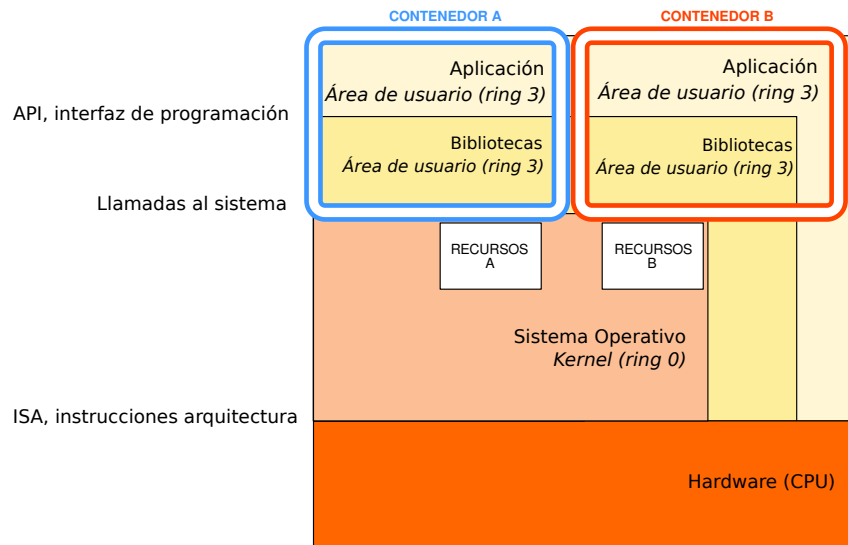 CONTENEDOR A
CONTENEDOR B
Aplicación
Área de usuario (ring 3)
Aplicación
Área de usuario (ring 3)
API, interfaz de programación
Bibliotecas
Área de usuario (ring 3)
Bibliotecas
Área de usuario (ring 3)
Llamadas al sistema
RECURSOS
A
RECURSOS
B
Sistema Operativo
Kernel (ring 0)
ISA, instrucciones arquitectura
Hardware (CPU)